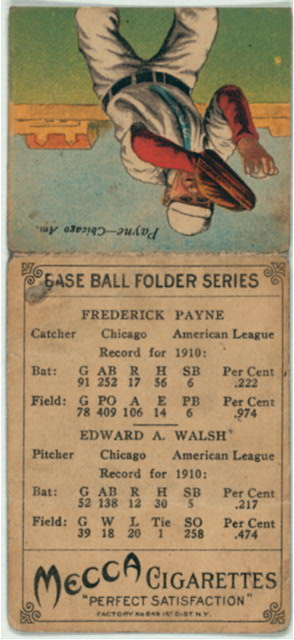 Payne—Chicago Am.
BASE BALL FOLDER SERIES
FREDERICK PAYNE
Catcher Chicago American League
Record for 1910:
Bat: G AB R H SB Per Cent
91 252 17 56 6 .222
Field: G PO A E PB Per Cent
78 409 106 14 6 .974
EDWARD A. WALSH
Pitcher Chicago American League
Record for 1910:
Bat: G AB R H SB Per Cent
52 138 12 30 5 .217
Field: G W L Tie SO Per Cent
39 18 20 1 258 .474
MECCA CIGARETTES
"PERFECT SATISFACTION"
FACTORY No 649 1ST DIST. N.Y.